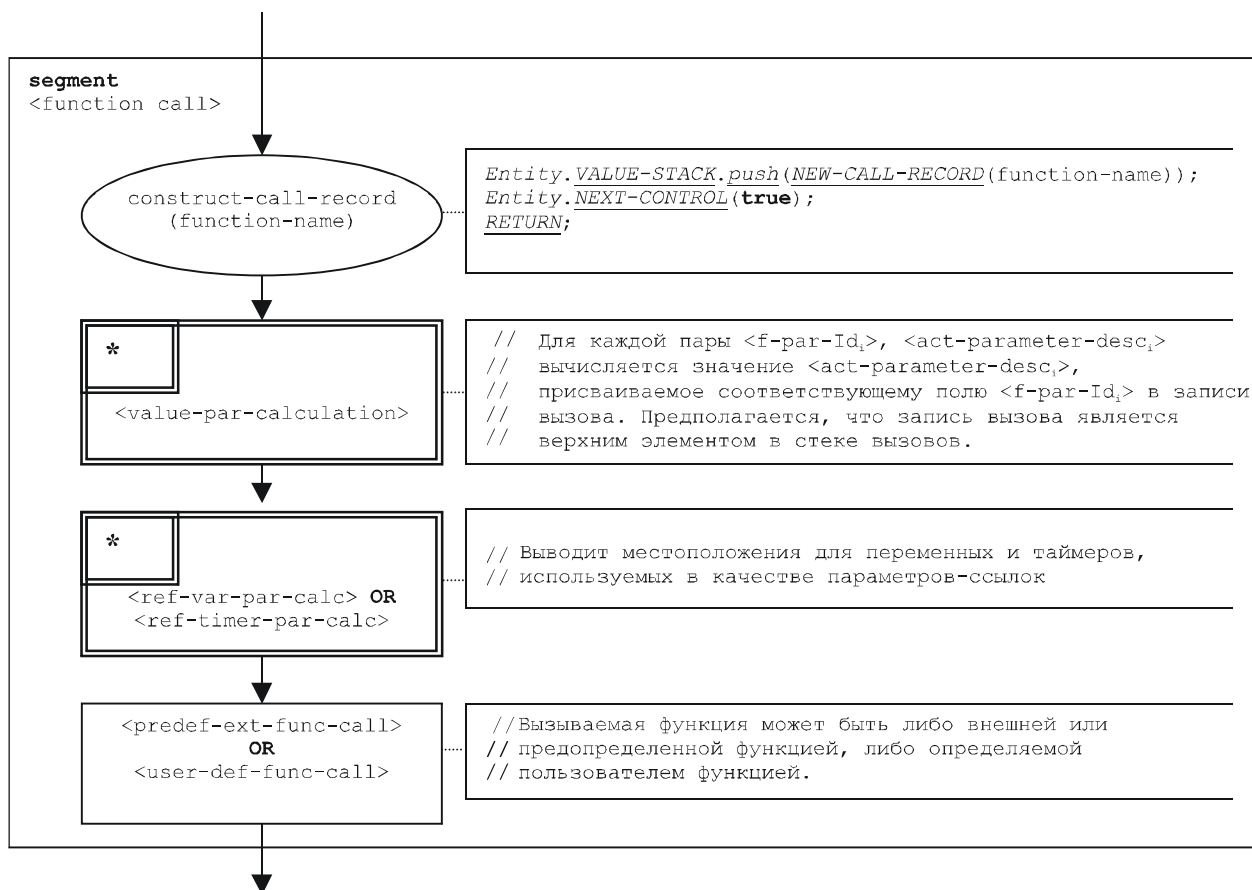 segment
<function call>
construct-call-record
(function-name)
Entity.VALUE-STACK.push(NEW-CALL-RECORD(function-name));
Entity.NEXT-CONTROL(true);
RETURN;
*
<value-par-calculation>
// Для каждой пары <f-par-Idi>, <act-parameter-desci>
// вычисляется значение <act-parameter-desci>,
// присваиваемое соответствующему полю <f-par-Idi> в записи
// вызова. Предполагается, что запись вызова является
// верхним элементом в стеке вызовов.
*
<ref-var-par-calc> OR
<ref-timer-par-calc>
// Выводит местоположения для переменных и таймеров,
// используемых в качестве параметров-ссылок
<predef-ext-func-call>
OR
<user-def-func-call>
//Вызываемая функция может быть либо внешней или
// предопределенной функцией, либо определяемой
// пользователем функцией.